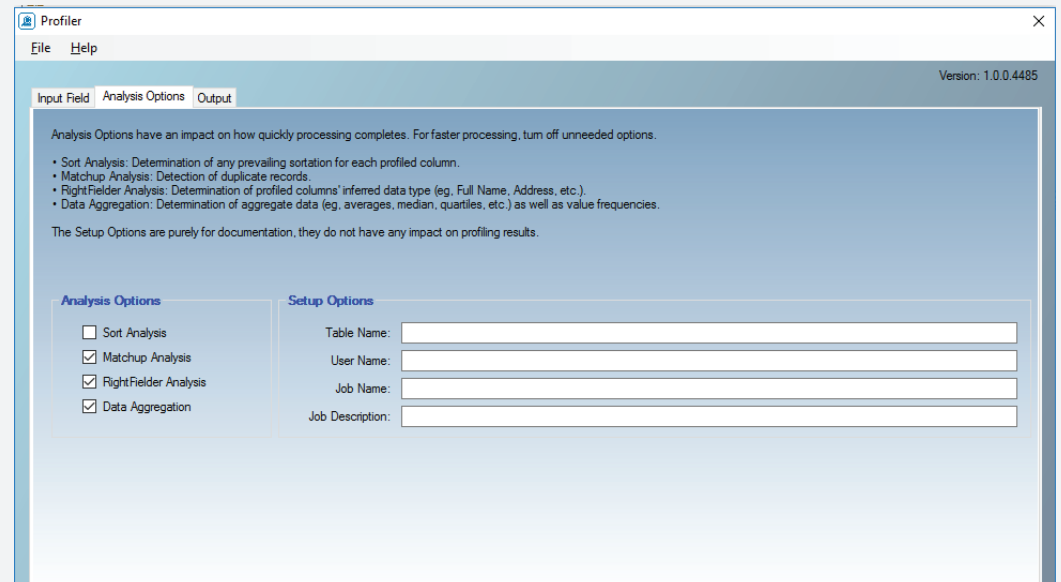 Profiler
File Help
Version: 1.0.0.4485
Input Field Analysis Options Output
Analysis Options have an impact on how quickly processing completes. For faster processing, turn off unneeded options.
• Sort Analysis: Determination of any prevailing sortation for each profiled column.
• Matchup Analysis: Detection of duplicate records.
• RightFielder Analysis: Determination of profiled columns' inferred data type (eg, Full Name, Address, etc.).
• Data Aggregation: Determination of aggregate data (eg, averages, median, quartiles, etc.) as well as value frequencies.
The Setup Options are purely for documentation, they do not have any impact on profiling results.
Analysis Options
Sort Analysis
Matchup Analysis
RightFielder Analysis
Data Aggregation
Setup Options
Table Name:
User Name:
Job Name:
Job Description: